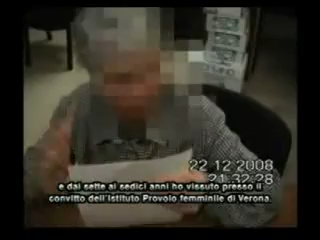 22 12 2008
21:32:28
e dai sette ai sedici anni ho vissuto presso il
convitto dell'Istituto Provolo femminile di Verona.